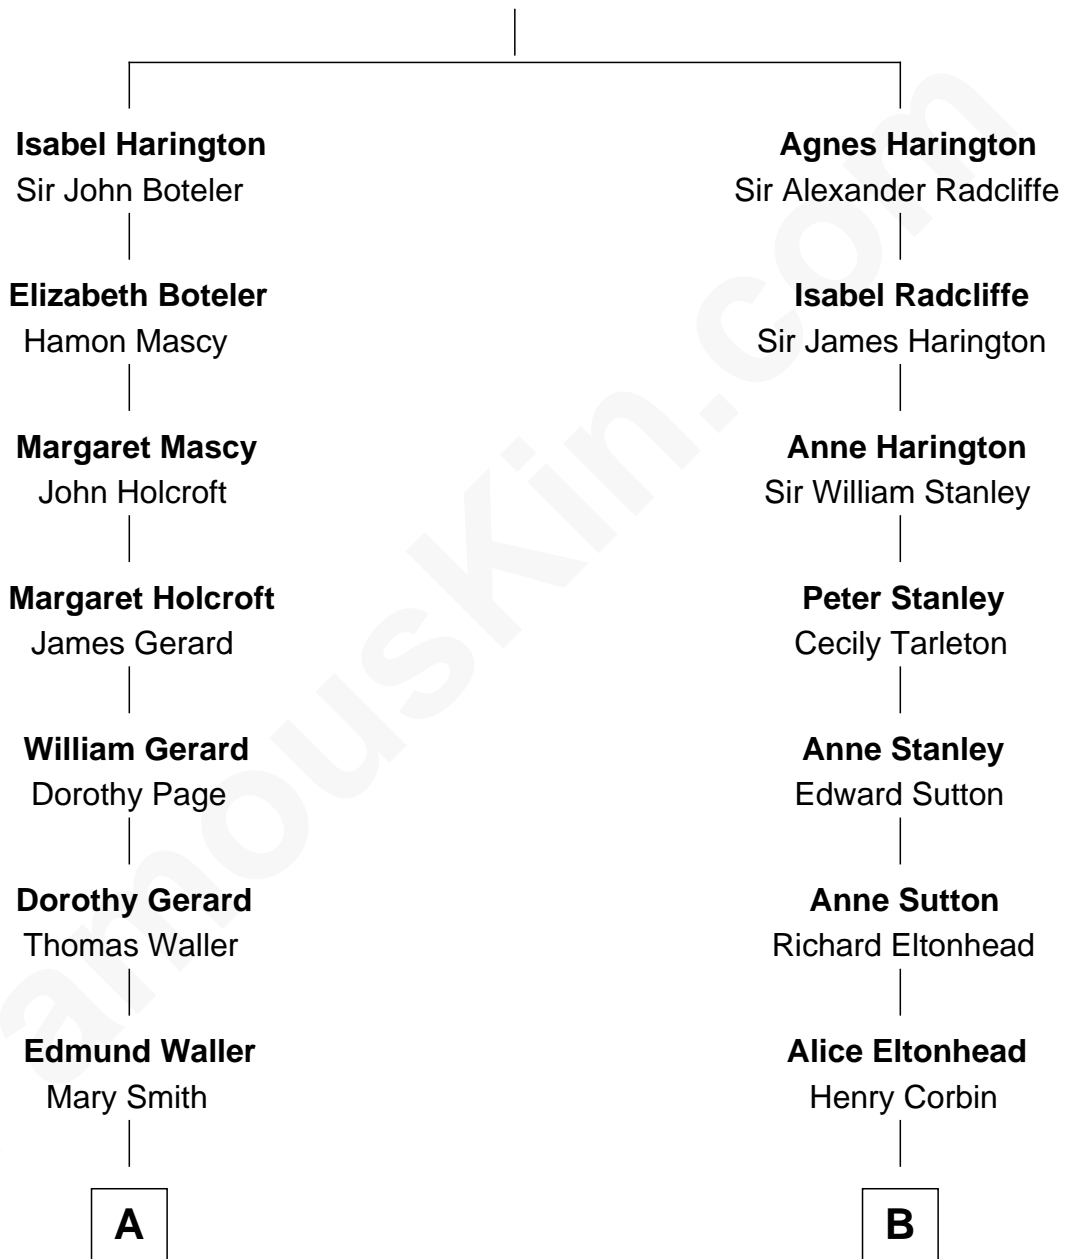 Isabel Harington
Sir John Boteler
Agnes Harington
Sir Alexander Radcliffe
Elizabeth Boteler
Hamon Mascy
Isabel Radcliffe
Sir James Harington
Margaret Mascy
John Holcroft
Anne Harington
Sir William Stanley
Margaret Holcroft
James Gerard
Peter Stanley
Cecily Tarleton
William Gerard
Dorothy Page
Anne Stanley
Edward Sutton
Dorothy Gerard
Thomas Waller
Anne Sutton
Richard Eltonhead
Edmund Waller
Mary Smith
Alice Eltonhead
Henry Corbin
A
B
amouskin.com